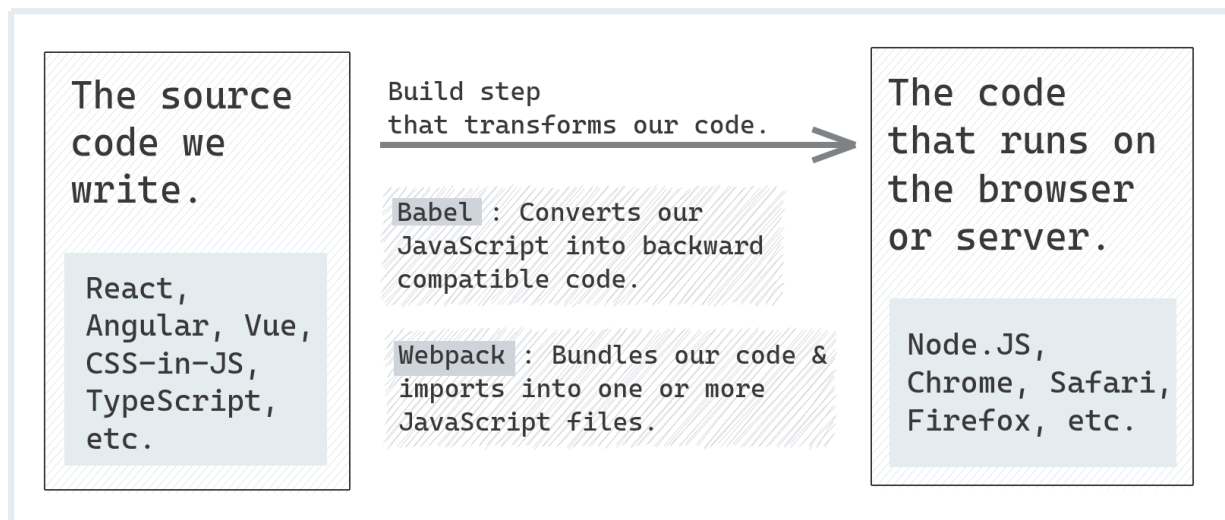 The source
code we
write.
React,
Angular, Vue,
CSS-in-JS,
TypeScript,
etc.
Build step
that transforms our code.
Babel : Converts our
JavaScript into backward
compatible code.
Webpack : Bundles our code &
imports into one or more
JavaScript files.
The code
that runs on
the browser
or server.
Node.JS,
Chrome, Safari,
Firefox, etc.